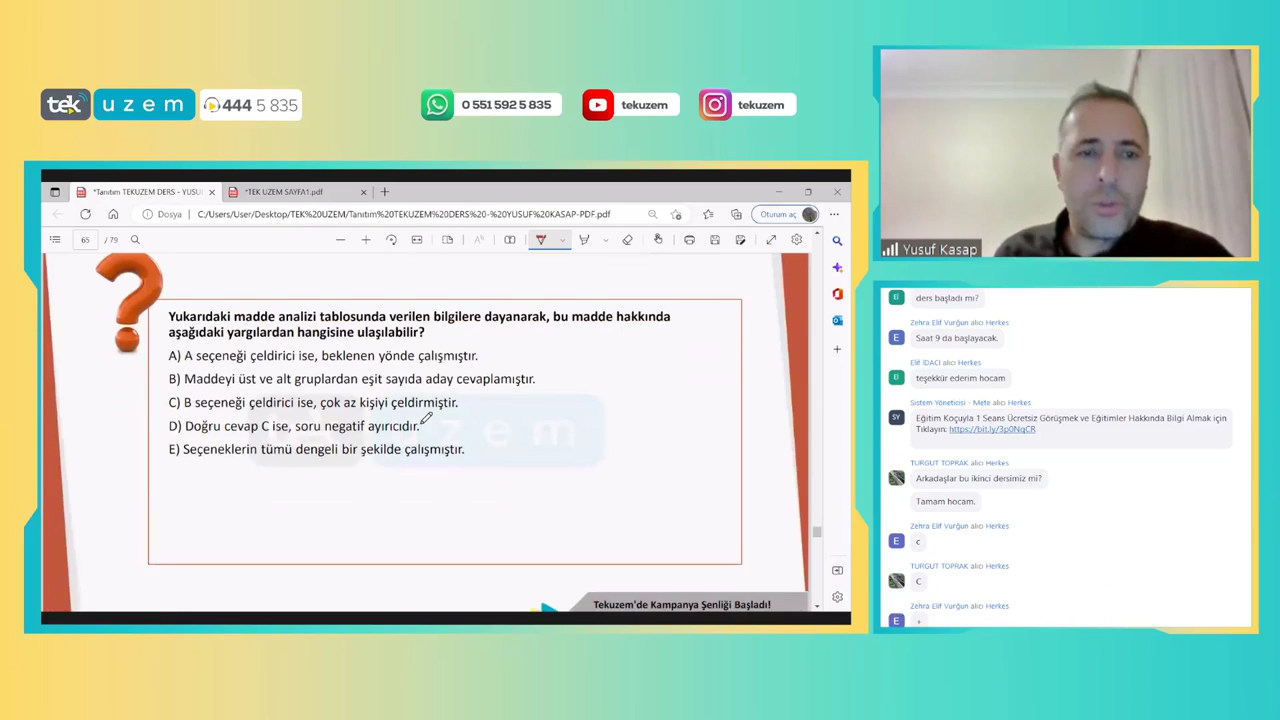 tek uzem 444 5 835
0 551 592 5 835
tekuzem
tekuzem
*Tanıtım TEKUZEM DERS - YUSU
*TEK UZEM SAYFA1.pdf
Dosya
C:/Users/User/Desktop/TEK%20UZEM/Tanıtım%20TEKUZEM%20DERS%20-%20YUSUF%20KASAP-PDF.pdf
Oturum aç
65 / 79
?
Yukarıdaki madde analizi tablosunda verilen bilgilere dayanarak, bu madde hakkında
aşağıdaki yargılardan hangisine ulaşılabilir?
A) A seçeneği çeldirici ise, beklenen yönde çalışmıştır.
B) Maddeyi üst ve alt gruplardan eşit sayıda aday cevaplamıştır.
C) B seçeneği çeldirici ise, çok az kişiyi çeldirmiştir.
D) Doğru cevap C ise, soru negatif ayırıcıdır.
E) Seçeneklerin tümü dengeli bir şekilde çalışmıştır.
uzem
Tekuzem'de Kampanya Şenliği Başladı!
Yusuf Kasap
Eİ
ders başladı mı?
Zehra Elif Vurğun alıcı Herkes
E
Saat 9 da başlayacak.
Elif İDACI alıcı Herkes
Eİ
teşekkür ederim hocam
Sistem Yöneticisi - Mete alıcı Herkes
SY
Eğitim Koçuyla 1 Seans Ücretsiz Görüşmek ve Eğitimler Hakkında Bilgi Almak için
Tıklayın: https://bit.ly/3p0NqCR
TURGUT TOPRAK alıcı Herkes
Arkadaşlar bu ikinci dersimiz mi?
Tamam hocam.
Zehra Elif Vurğun alıcı Herkes
E
c
TURGUT TOPRAK alıcı Herkes
C
Zehra Elif Vurğun alıcı Herkes
E